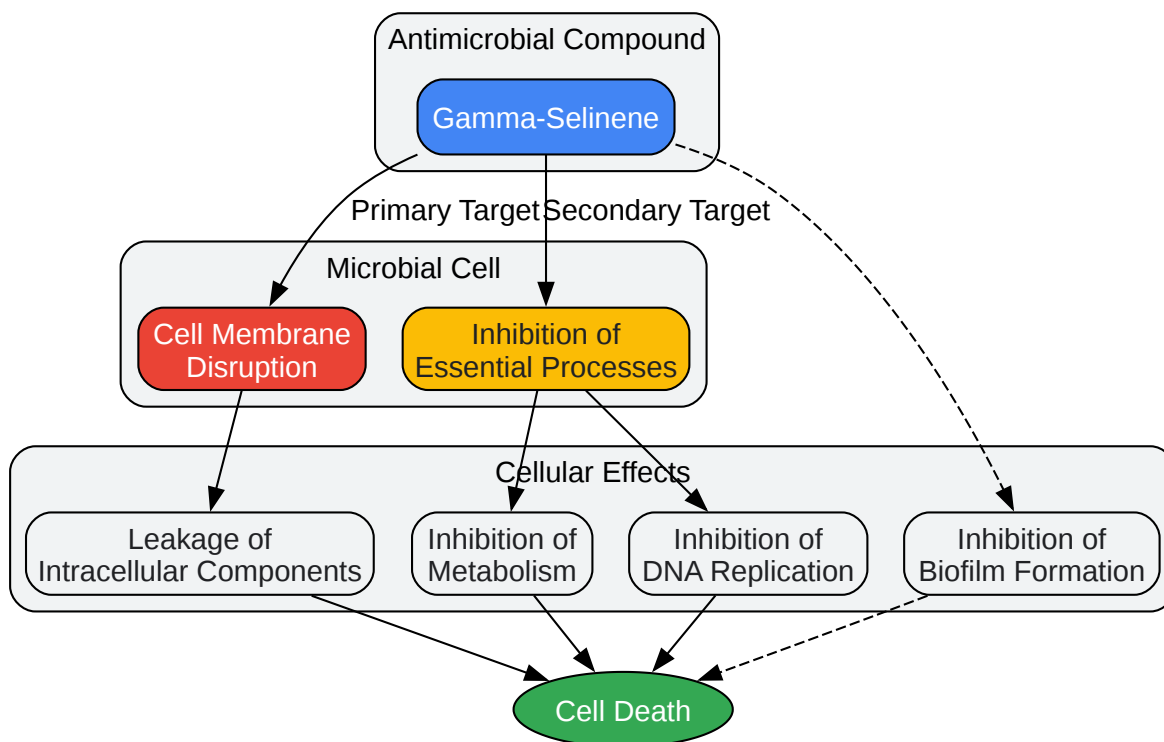 Antimicrobial Compound
Gamma-Selinene
Primary Target
Secondary Target
Microbial Cell
Cell Membrane
Disruption
Inhibition of
Essential Processes
Cellular Effects
Leakage of
Intracellular Components
Inhibition of
Metabolism
Inhibition of
DNA Replication
Inhibition of
Biofilm Formation
Cell Death